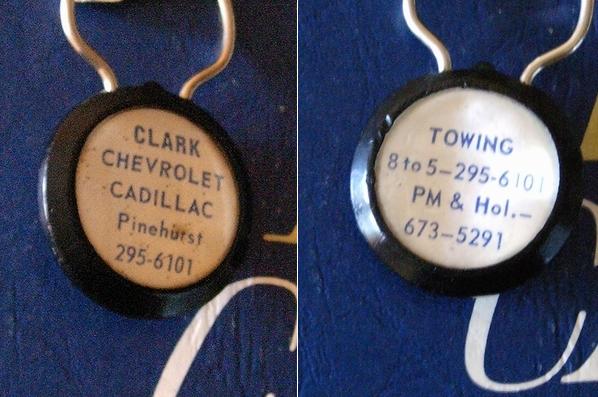 CLARK
CHEVROLET
CADILLAC
Pinehurst
295-6101
TOWING
8 to 5-295-6101
PM & Hol.-
673-5291